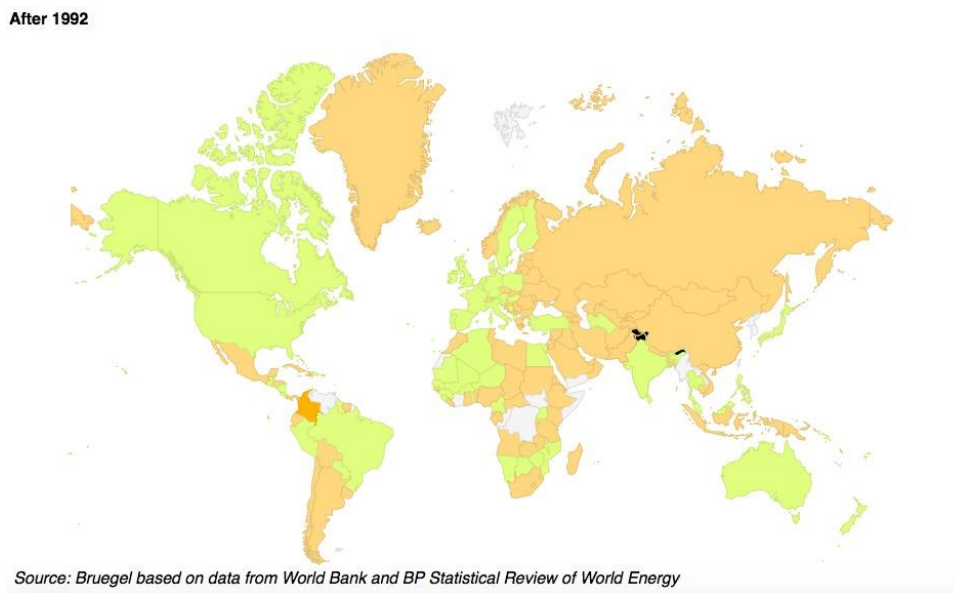 After 1992
Source: Bruegel based on data from World Bank and BP Statistical Review of World Energy